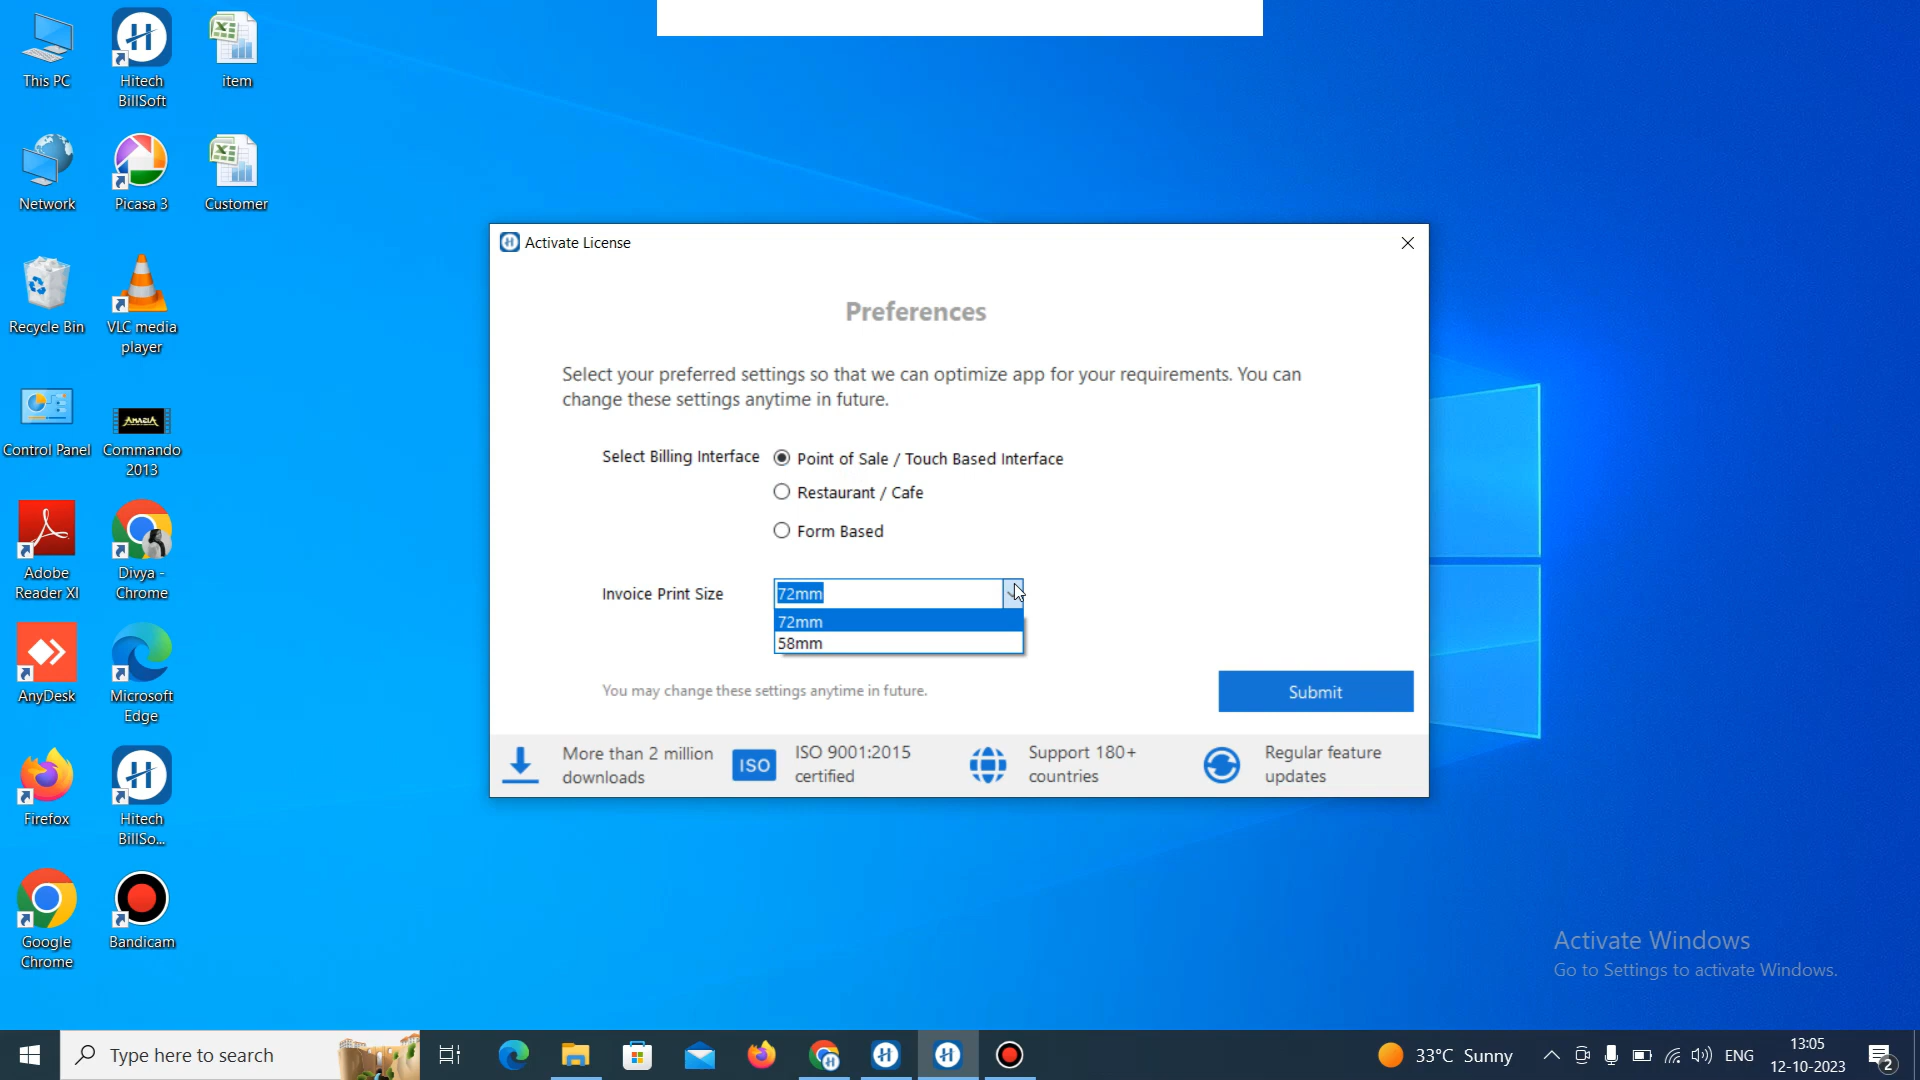 This PC
Hitech
BillSoft
item
Network
Picasa 3
Customer
Recycle Bin
VLC media
player
Control Panel
Commando
2013
Adobe
Reader XI
Divya -
Chrome
AnyDesk
Microsoft
Edge
Firefox
Hitech
BillSo...
Google
Chrome
Bandicam
Activate License
Preferences
Select your preferred settings so that we can optimize app for your requirements. You can
change these settings anytime in future.
Select Billing Interface
Point of Sale / Touch Based Interface
Restaurant / Cafe
Form Based
Invoice Print Size
72mm
72mm
58mm
You may change these settings anytime in future.
Submit
More than 2 million
downloads
ISO
ISO 9001:2015
certified
Support 180+
countries
Regular feature
updates
Activate Windows
Go to Settings to activate Windows.
Type here to search
33°C Sunny
ENG
13:05
12-10-2023
2